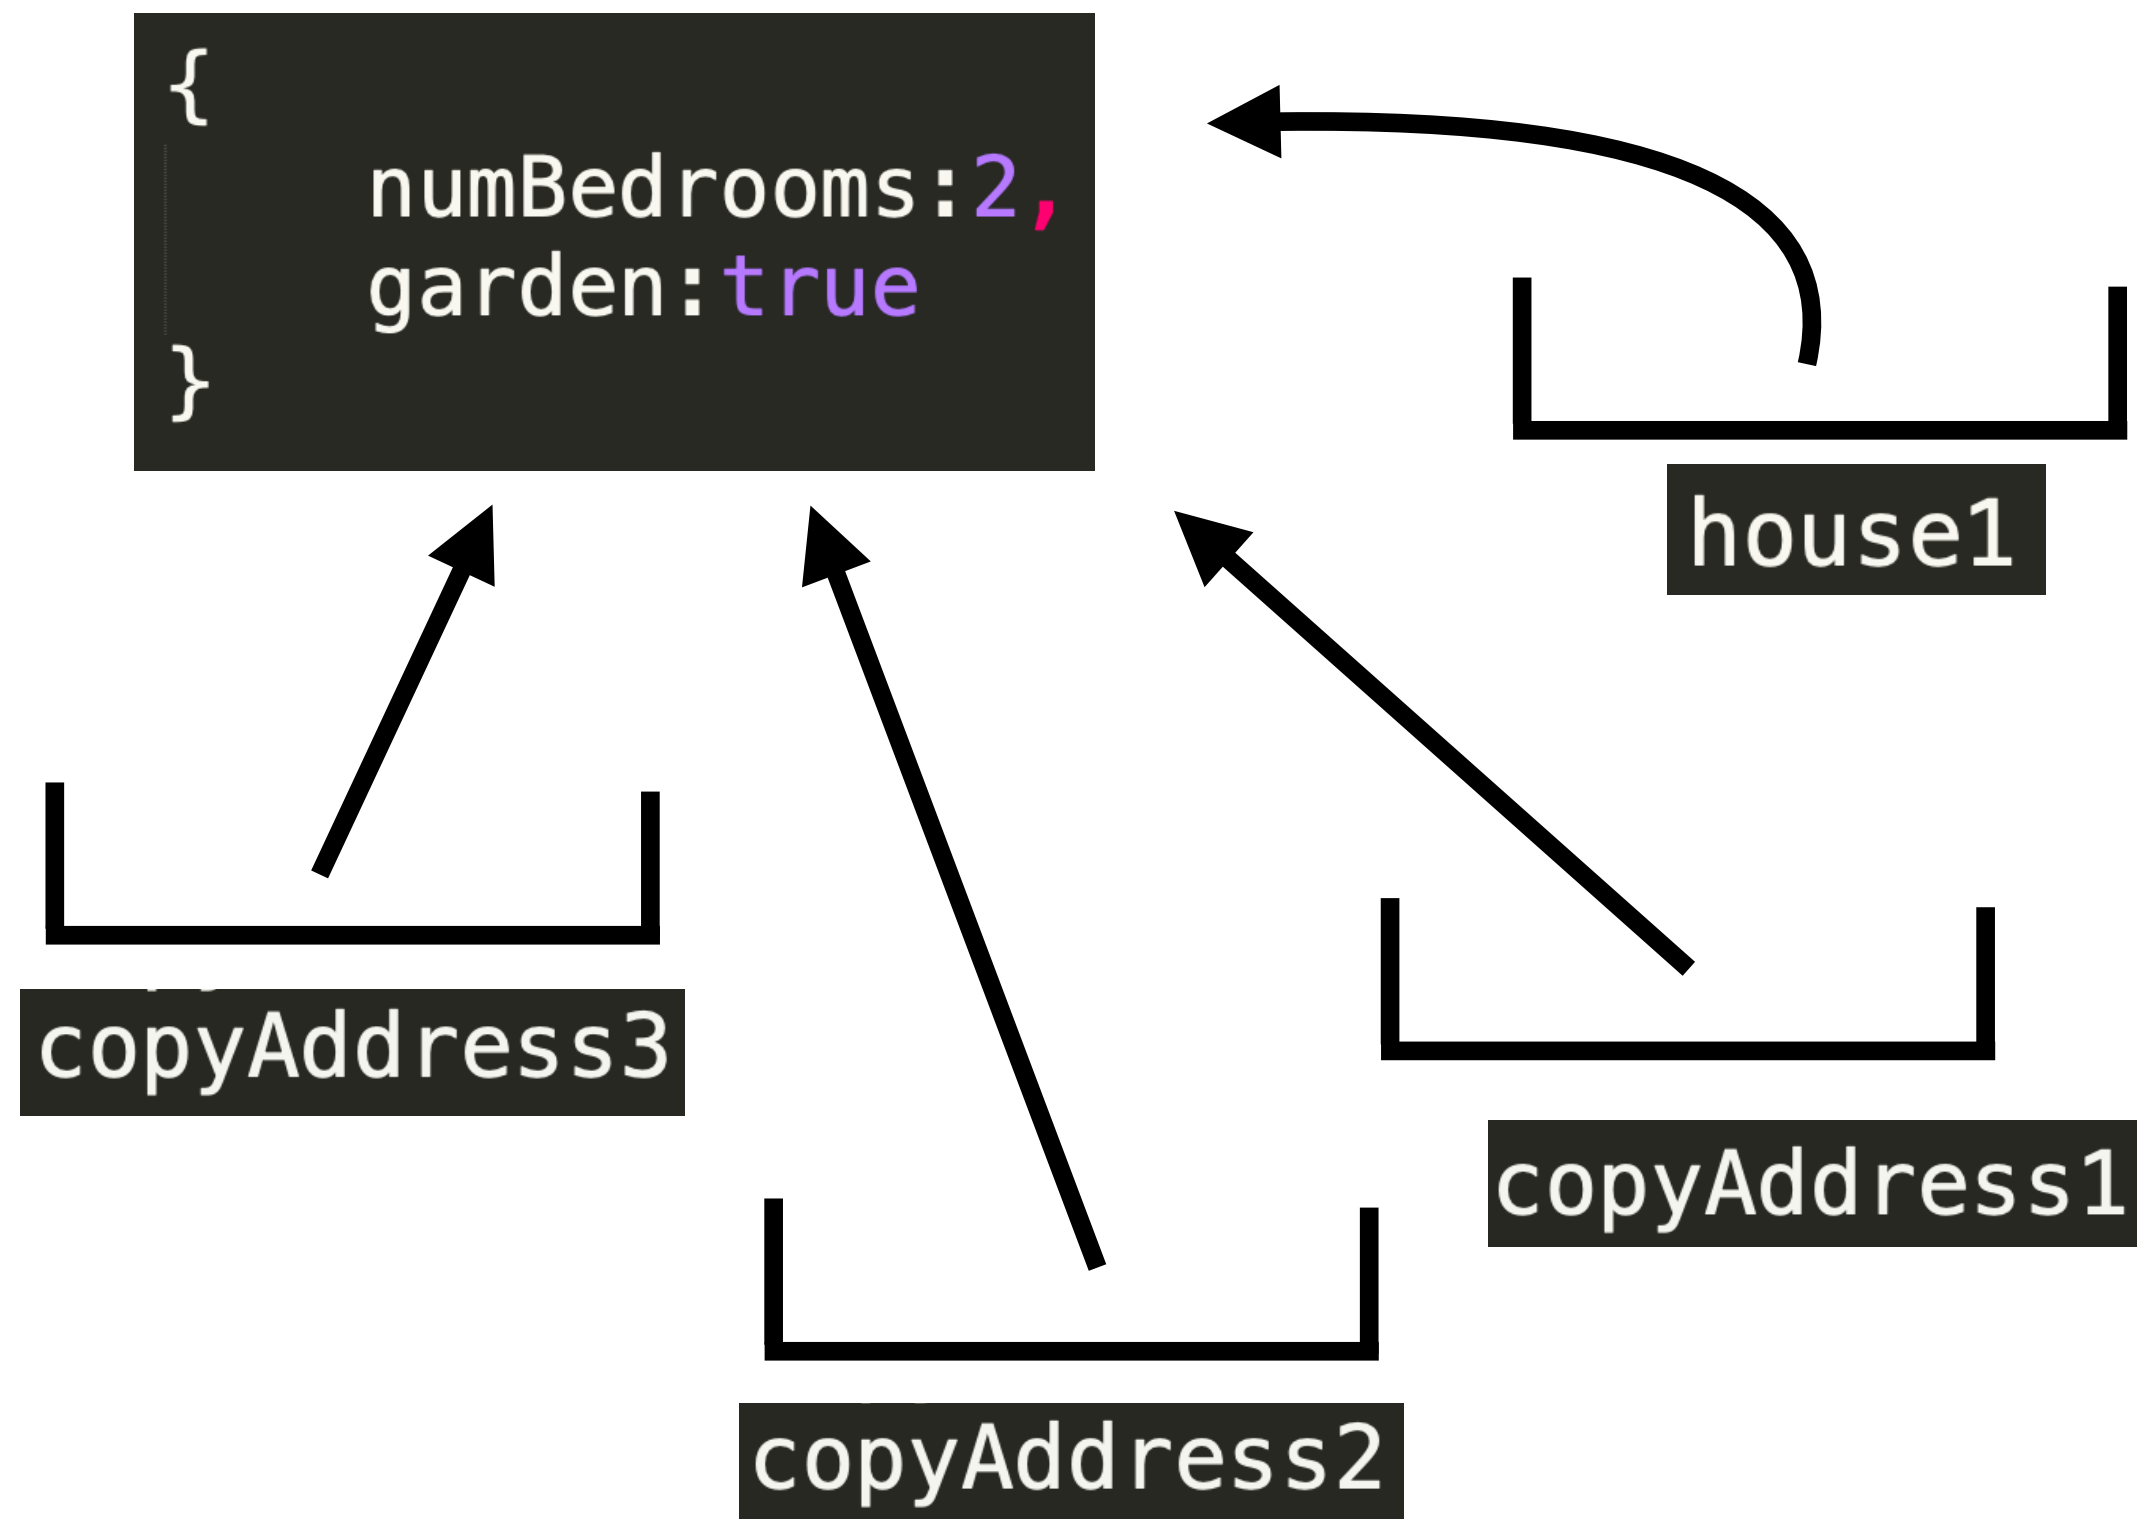 {
numBedrooms:2,
garden:true
}
house1
copyAddress3
copyAddress1
copyAddress2